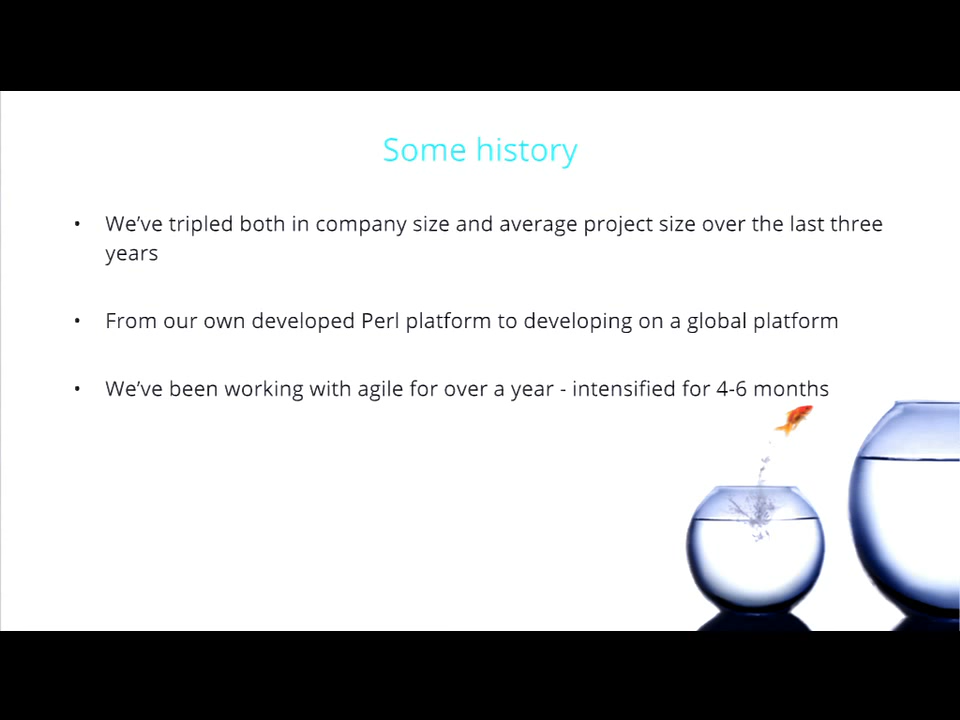 Some history
• We've tripled both in company size and average project size over the last three
years
• From our own developed Perl platform to developing on a global platform
• We've been working with agile for over a year - intensified for 4-6 months